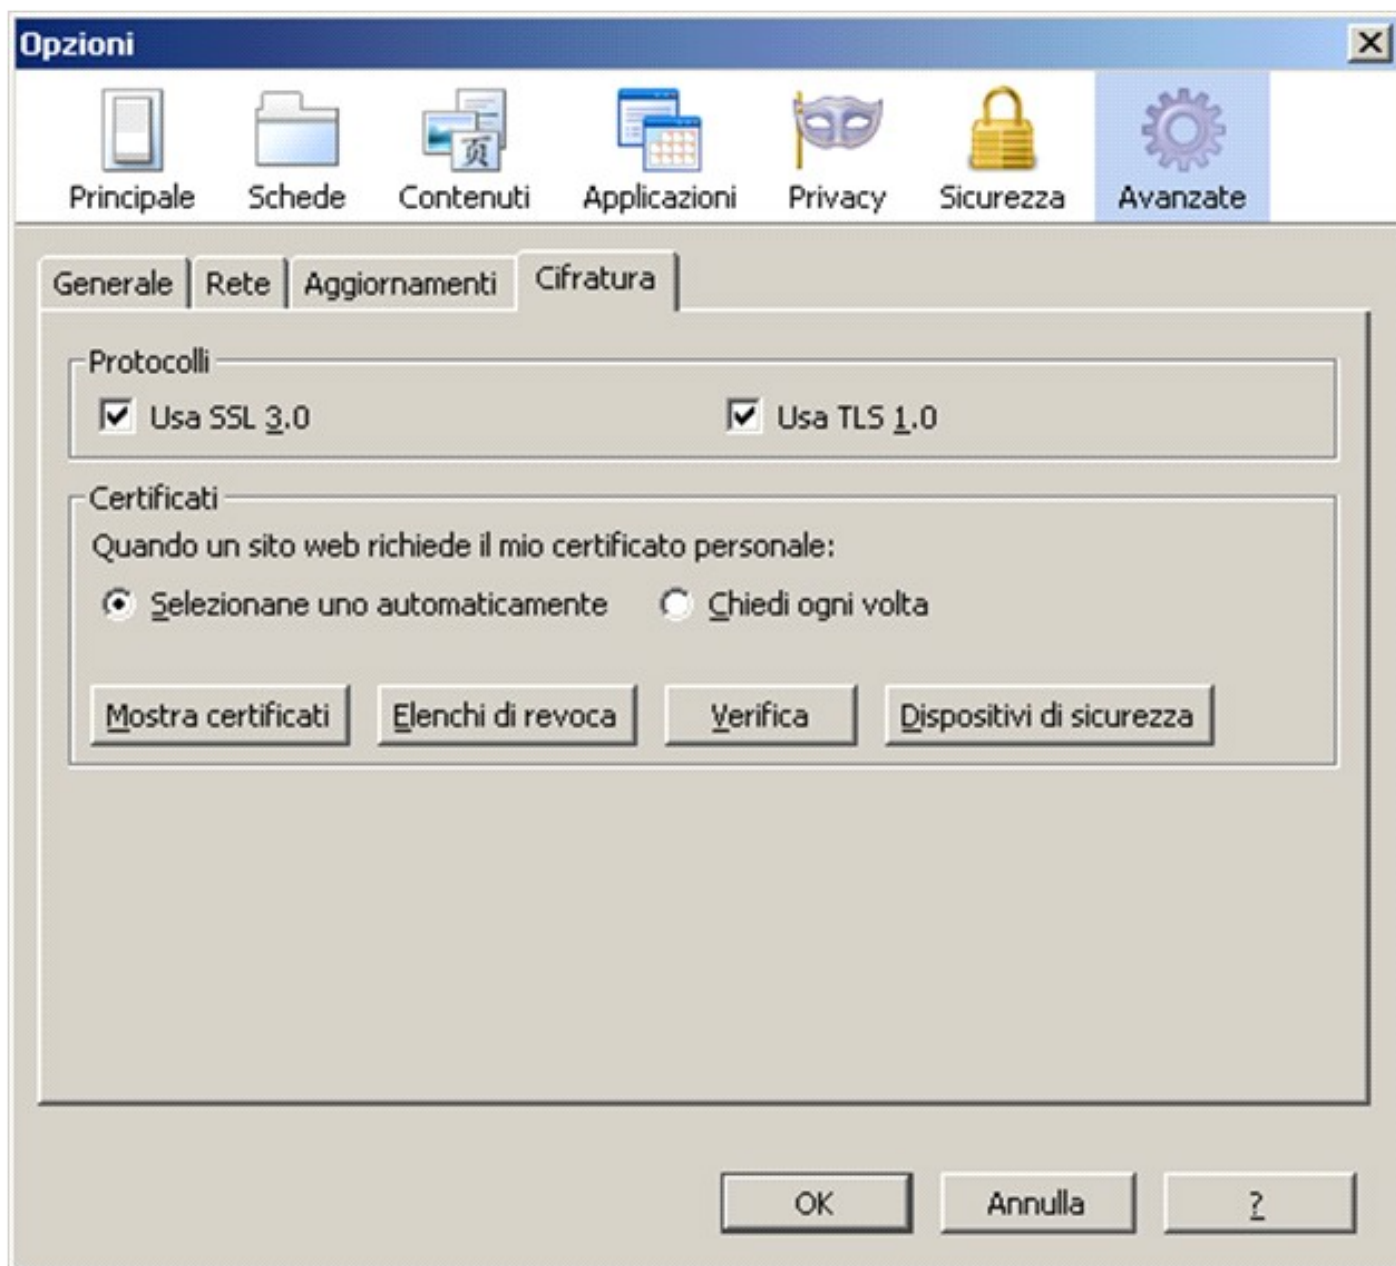 Opzioni
Principale Schede Contenuti Applicazioni Privacy Sicurezza Avanzate
Generale Rete Aggiornamenti Cifratura
Protocolli
Usa SSL 3.0 Usa TLS 1.0
Certificati
Quando un sito web richiede il mio certificato personale:
Selezionane uno automaticamente Chiedi ogni volta
Mostra certificati Elenchi di revoca Verifica Dispositivi di sicurezza
OK Annulla ?